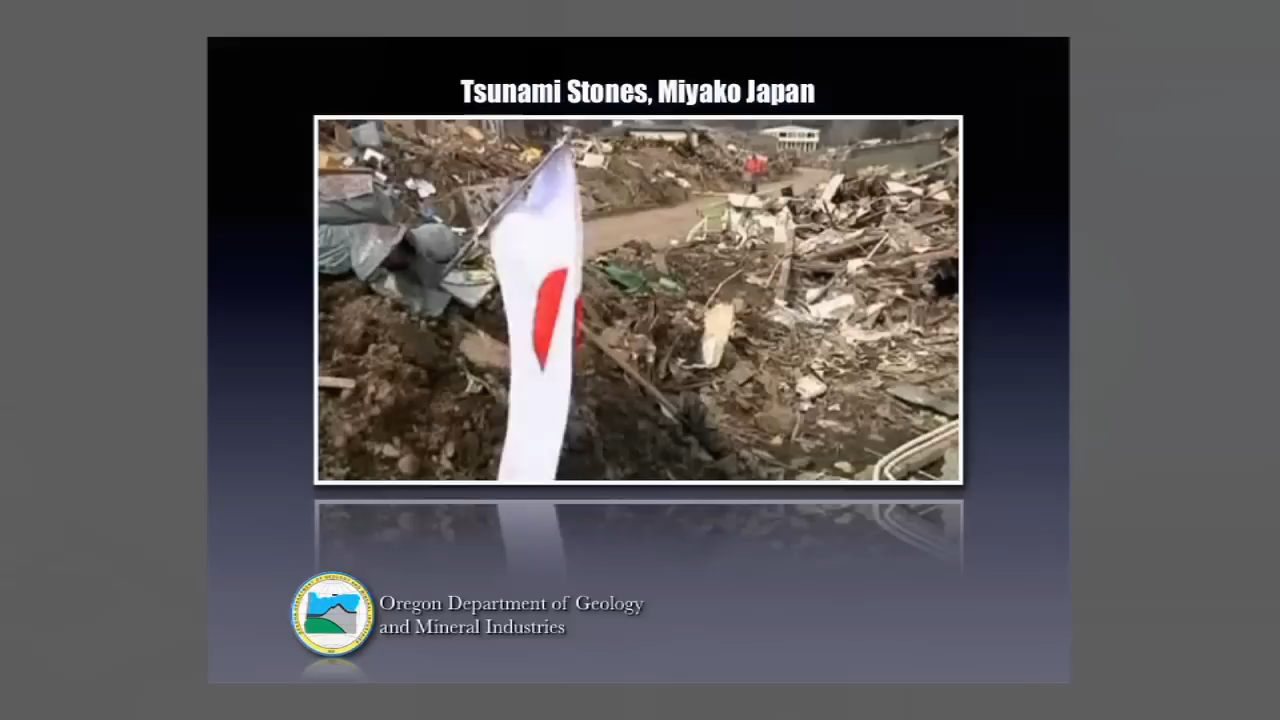 Tsunami Stones, Miyako Japan
Oregon Department of Geology
and Mineral Industries